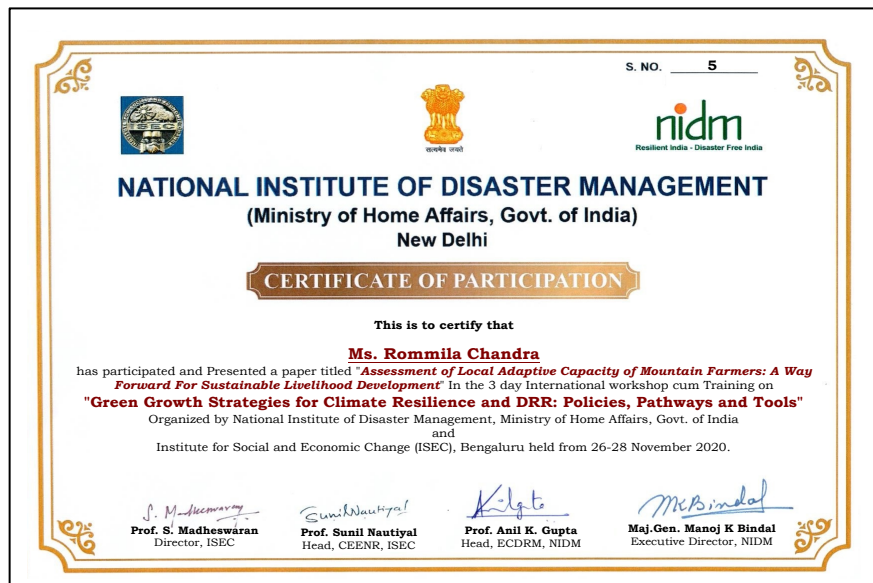 S. NO. 5
ISEC
सत्यमेव जयते
nidm
Resilient India - Disaster Free India
NATIONAL INSTITUTE OF DISASTER MANAGEMENT
(Ministry of Home Affairs, Govt. of India)
New Delhi
CERTIFICATE OF PARTICIPATION
This is to certify that
Ms. Rommila Chandra
has participated and Presented a paper titled "Assessment of Local Adaptive Capacity of Mountain Farmers: A Way
Forward For Sustainable Livelihood Development" In the 3 day International workshop cum Training on
"Green Growth Strategies for Climate Resilience and DRR: Policies, Pathways and Tools"
Organized by National Institute of Disaster Management, Ministry of Home Affairs, Govt. of India
and
Institute for Social and Economic Change (ISEC), Bengaluru held from 26-28 November 2020.
S. Madheswaran
Sunil Nautiyal
MKBindal
Prof. S. Madheswaran
Director, ISEC
Prof. Sunil Nautiyal
Head, CEENR, ISEC
Prof. Anil K. Gupta
Head, ECDRM, NIDM
Maj.Gen. Manoj K Bindal
Executive Director, NIDM